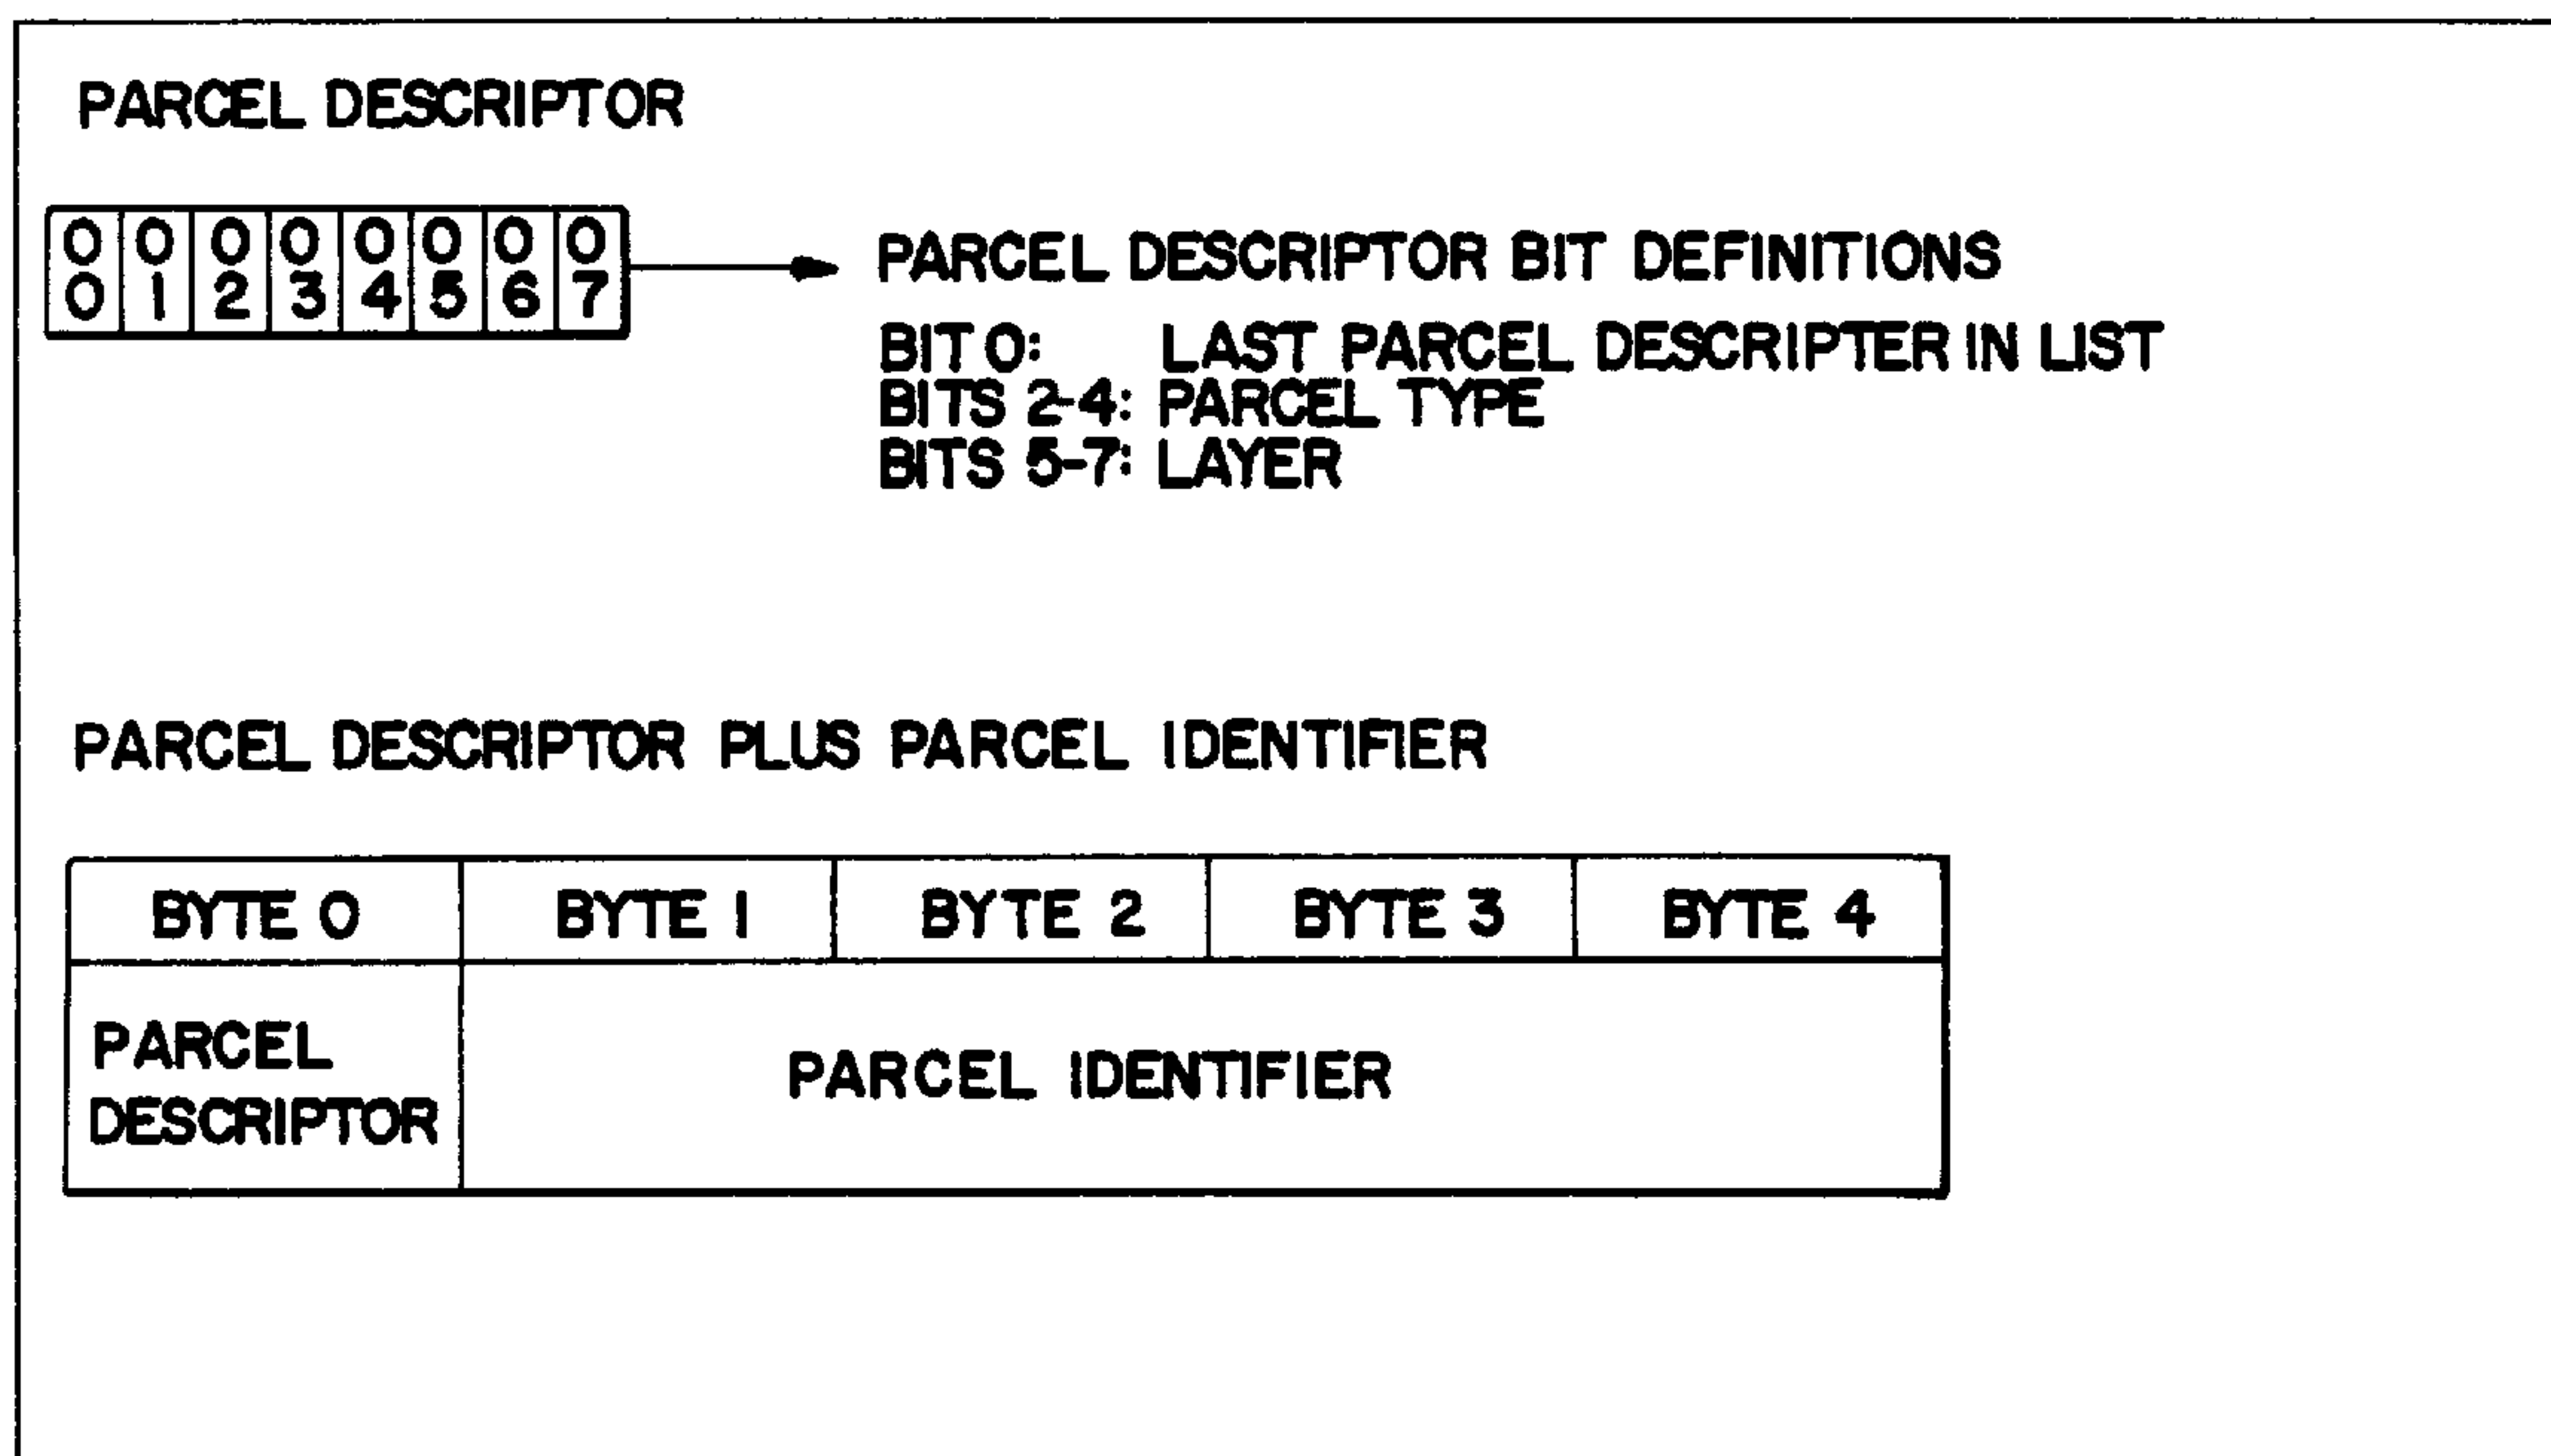 PARCEL DESCRIPTOR
0 0 0 0 0 0 0 0
0 1 2 3 4 5 6 7
PARCEL DESCRIPTOR BIT DEFINITIONS
BIT 0: LAST PARCEL DESCRIPTER IN LIST
BITS 2-4: PARCEL TYPE
BITS 5-7: LAYER
PARCEL DESCRIPTOR PLUS PARCEL IDENTIFIER
BYTE 0 BYTE 1 BYTE 2 BYTE 3 BYTE 4
PARCEL
DESCRIPTOR
PARCEL IDENTIFIER